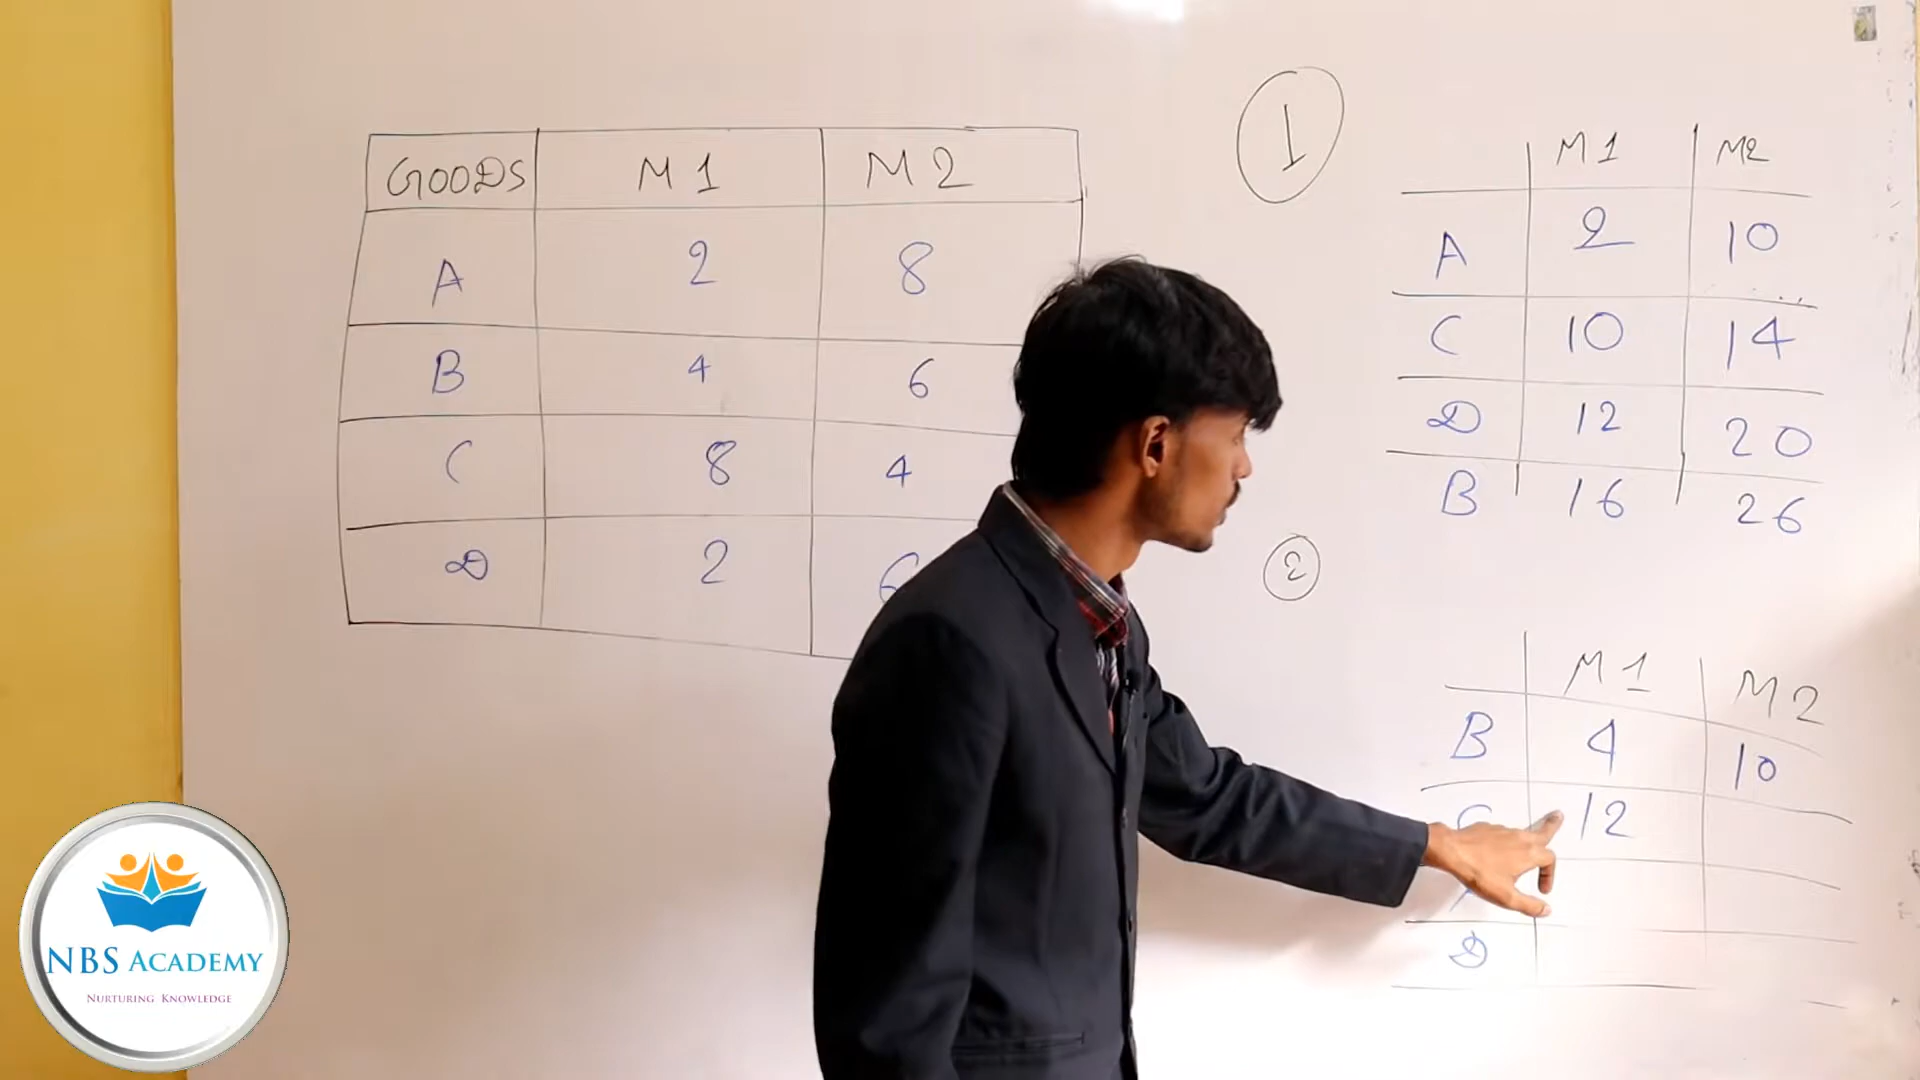 GOODS M1 M2
A 2 8
B 4 6
C 8 4
D 2 6
1
M1 M2
A 2 10
C 10 14
D 12 20
B 16 26
2
M1 M2
B 4 10
C 12
D
NBS ACADEMY
NURTURING KNOWLEDGE